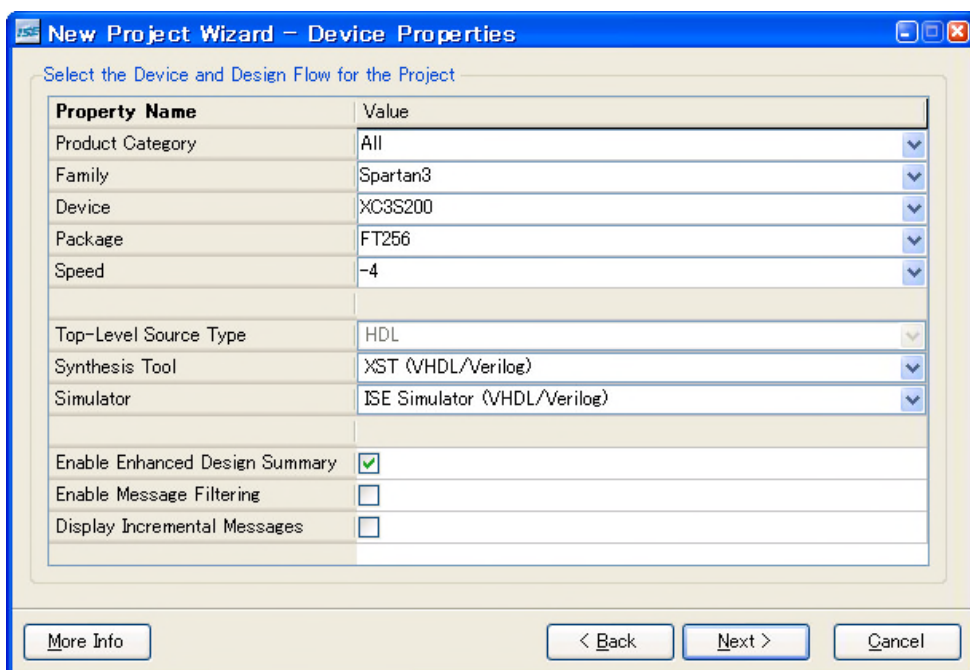 ISE New Project Wizard - Device Properties
Select the Device and Design Flow for the Project
Property Name Value
Product Category All
Family Spartan3
Device XC3S200
Package FT256
Speed -4
Top-Level Source Type HDL
Synthesis Tool XST (VHDL/Verilog)
Simulator ISE Simulator (VHDL/Verilog)
Enable Enhanced Design Summary
Enable Message Filtering
Display Incremental Messages
More Info < Back Next > Cancel